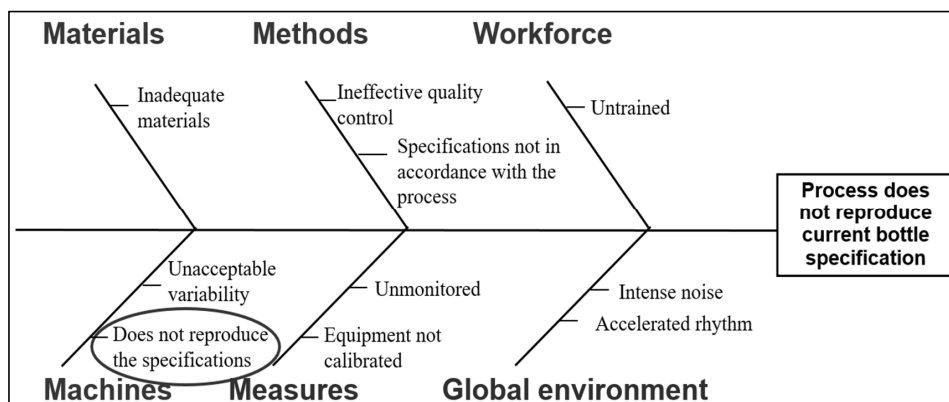 Materials
Methods
Workforce
Inadequate
materials
Ineffective quality
control
Specifications not in
accordance with the
process
Untrained
Process does
not reproduce
current bottle
specification
Unacceptable
variability
Does not reproduce
the specifications
Unmonitored
Equipment not
calibrated
Intense noise
Accelerated rhythm
Machines
Measures
Global environment